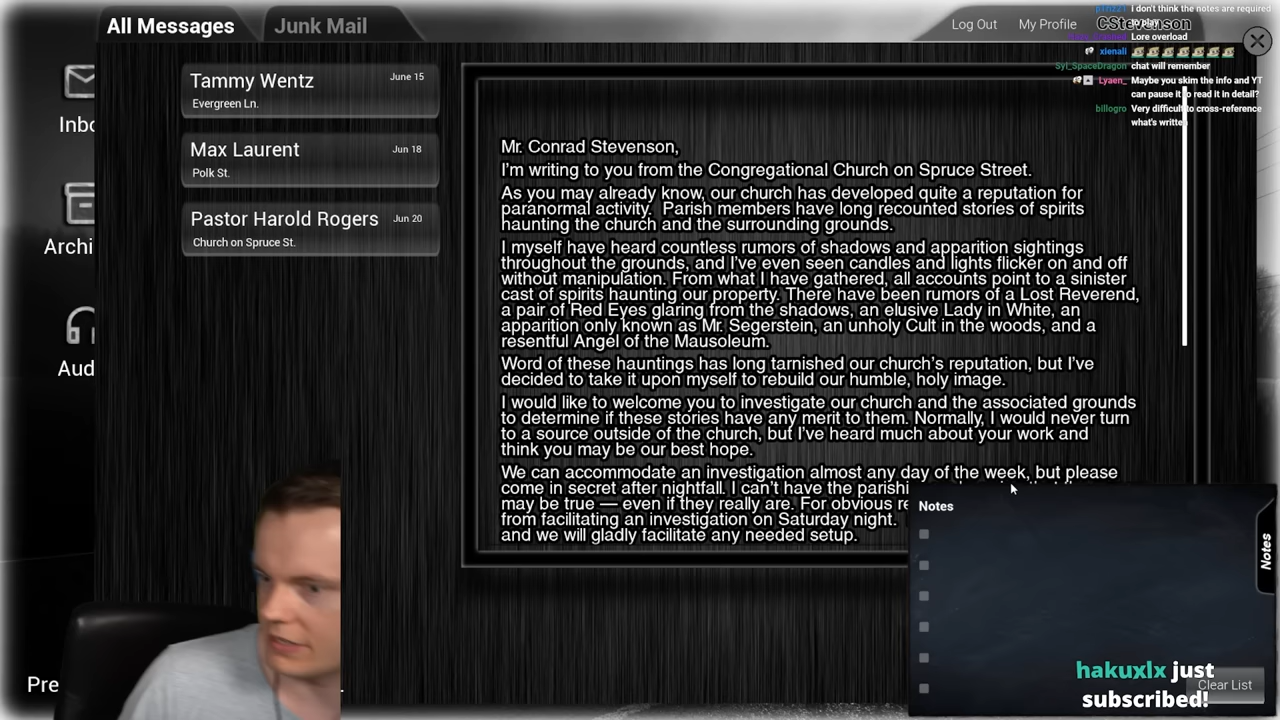 All Messages
Junk Mail
Log Out
My Profile
CStevenson
i don't think the notes are required
to play
Lore overload
xienali
Syl_SpaceDragon chat will remember
Lyaen_ Maybe you skim the info and YT
can pause it to read it in detail?
billogro Very difficult to cross-reference
what's written
Inbo
Archi
Aud
Pre
Tammy Wentz
June 15
Evergreen Ln.
Max Laurent
Jun 18
Polk St.
Pastor Harold Rogers
Jun 20
Church on Spruce St.
Mr. Conrad Stevenson,
I'm writing to you from the Congregational Church on Spruce Street.
As you may already know, our church has developed quite a reputation for
paranormal activity. Parish members have long recounted stories of spirits
haunting the church and the surrounding grounds.
I myself have heard countless rumors of shadows and apparition sightings
throughout the grounds, and I've even seen candles and lights flicker on and off
without manipulation. From what I have gathered, all accounts point to a sinister
cast of spirits haunting our property. There have been rumors of a Lost Reverend,
a pair of Red Eyes glaring from the shadows, an elusive Lady in White, an
apparition only known as Mr. Segerstein, an unholy Cult in the woods, and a
resentful Angel of the Mausoleum.
Word of these hauntings has long tarnished our church's reputation, but I've
decided to take it upon myself to rebuild our humble, holy image.
I would like to welcome you to investigate our church and the associated grounds
to determine if these stories have any merit to them. Normally, I would never turn
to a source outside of the church, but I've heard much about your work and
think you may be our best hope.
We can accommodate an investigation almost any day of the week, but please
come in secret after nightfall. I can't have the parishi
may be true — even if they really are. For obvious re
from facilitating an investigation on Saturday night.
and we will gladly facilitate any needed setup.
Notes
Notes
hakuxlx just
subscribed!
Clear List